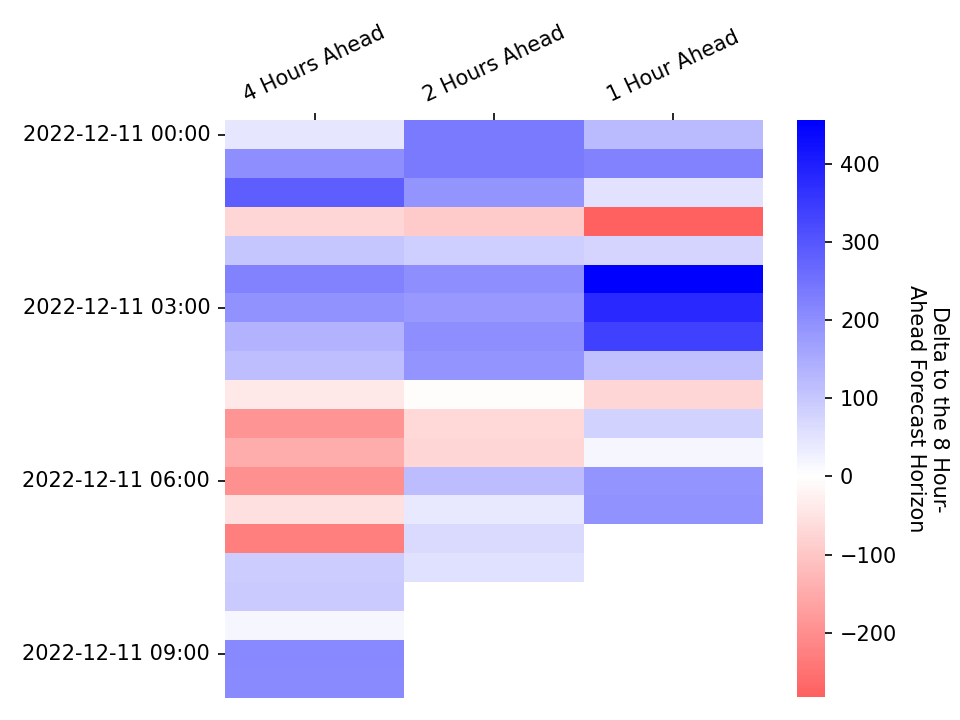 4 Hours Ahead
2 Hours Ahead
1 Hour Ahead
2022-12-11 00:00
2022-12-11 03:00
2022-12-11 06:00
2022-12-11 09:00
400
300
200
100
0
−100
−200
Delta to the 8 Hour-
Ahead Forecast Horizon